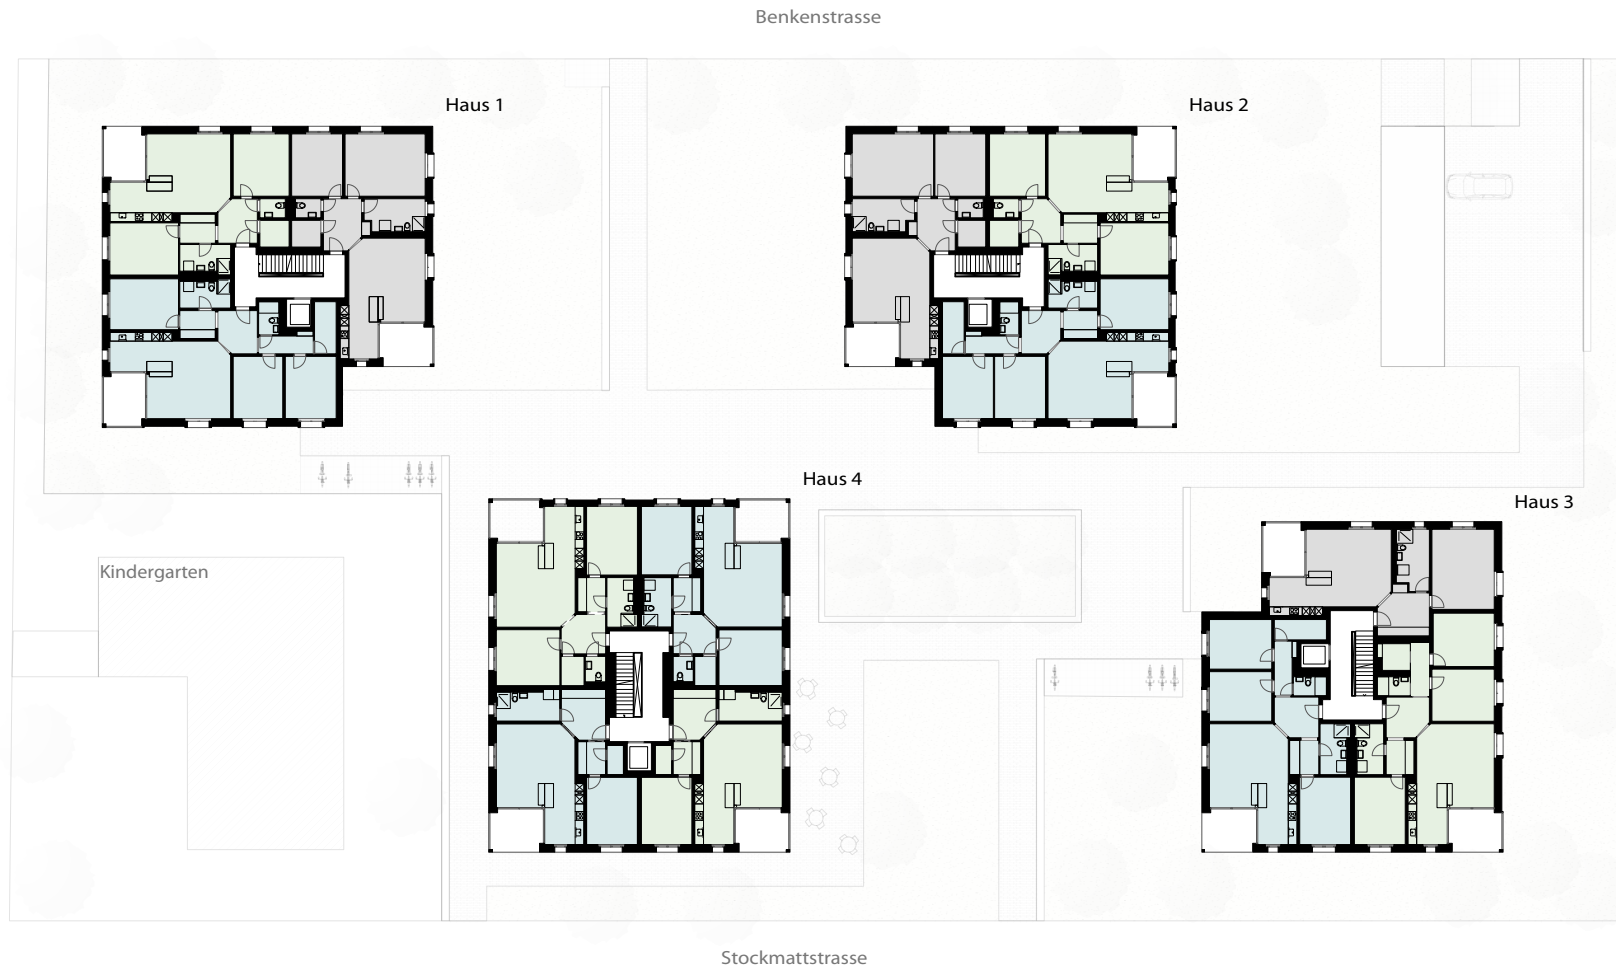 Benkenstrasse
Haus 1
Haus 2
Haus 4
Haus 3
Kindergarten
Stockmattstrasse